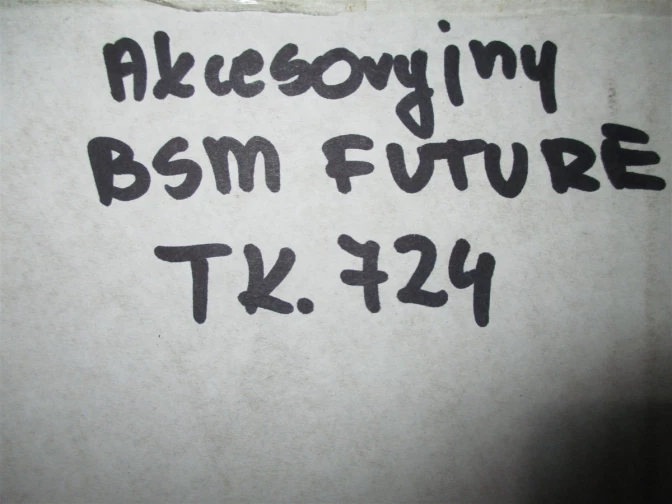 Akcesoryjny
BSM FUTURE
TK. 724